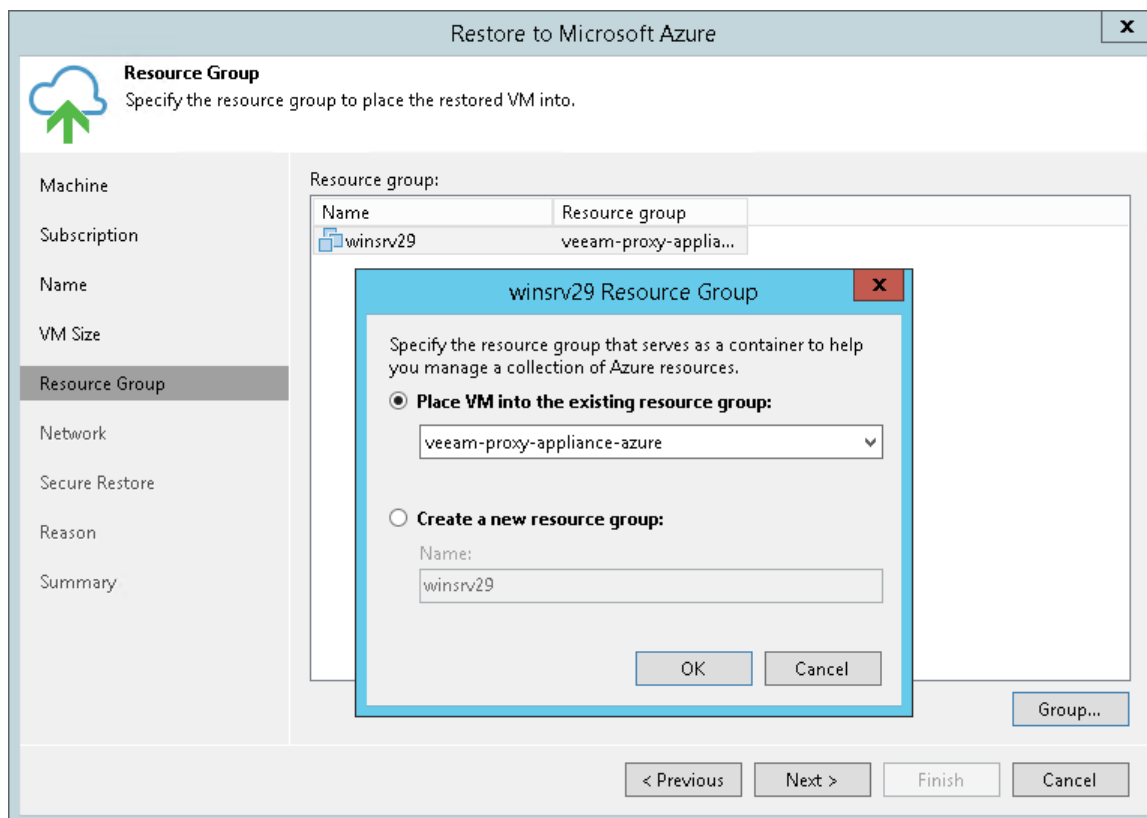 Restore to Microsoft Azure
x
Resource Group
Specify the resource group to place the restored VM into.
Machine
Subscription
Name
VM Size
Resource Group
Network
Secure Restore
Reason
Summary
Resource group:
Name Resource group
winsrv29 veeam-proxy-applia...
winsrv29 Resource Group
x
Specify the resource group that serves as a container to help
you manage a collection of Azure resources.
Place VM into the existing resource group:
veeam-proxy-appliance-azure
Create a new resource group:
Name:
winsrv29
OK Cancel
Group...
< Previous Next > Finish Cancel